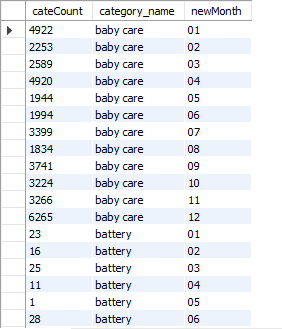 cateCount category_name newMonth
4922 baby care 01
2253 baby care 02
2589 baby care 03
4920 baby care 04
1944 baby care 05
1994 baby care 06
3399 baby care 07
1834 baby care 08
3741 baby care 09
3224 baby care 10
3266 baby care 11
6265 baby care 12
23 battery 01
16 battery 02
25 battery 03
11 battery 04
1 battery 05
28 battery 06